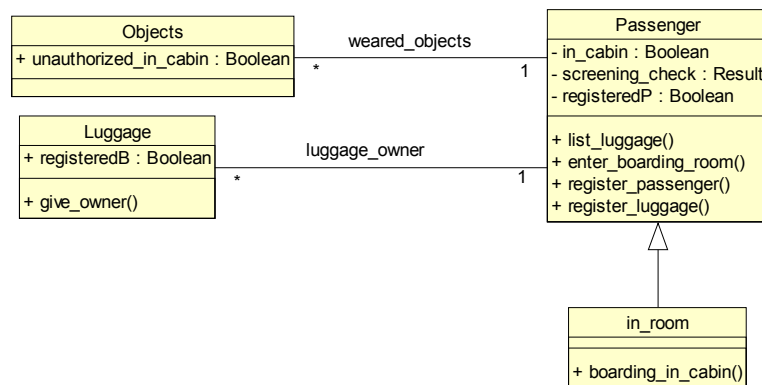 Objects
+ unauthorized_in_cabin : Boolean
weared_objects
*
1
Passenger
- in_cabin : Boolean
- screening_check : Result
- registeredP : Boolean
+ list_luggage()
+ enter_boarding_room()
+ register_passenger()
+ register_luggage()
Luggage
+ registeredB : Boolean
+ give_owner()
luggage_owner
*
1
in_room
+ boarding_in_cabin()